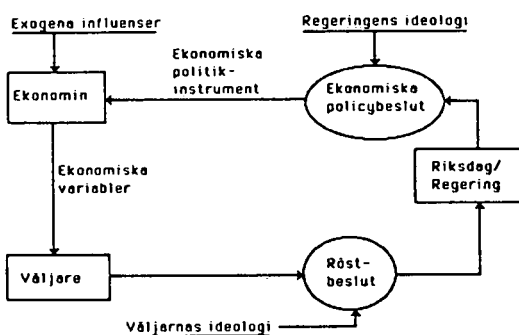 Exogena influenser
Regeringens ideologi
Ekonomiska
politik-
instrument
Ekonomin
Ekonomiska
policybeslut
Ekonomiska
variabler
Riksdag/
Regering
Väljare
Röst-
beslut
Väljarnas ideologi